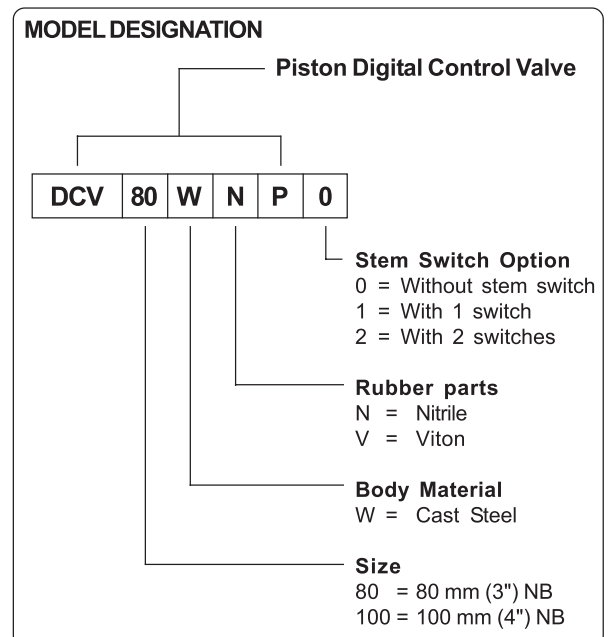 MODEL DESIGNATION
Piston Digital Control Valve
DCV 80 W N P 0
Stem Switch Option
0 = Without stem switch
1 = With 1 switch
2 = With 2 switches
Rubber parts
N = Nitrile
V = Viton
Body Material
W = Cast Steel
Size
80 = 80 mm (3") NB
100 = 100 mm (4") NB